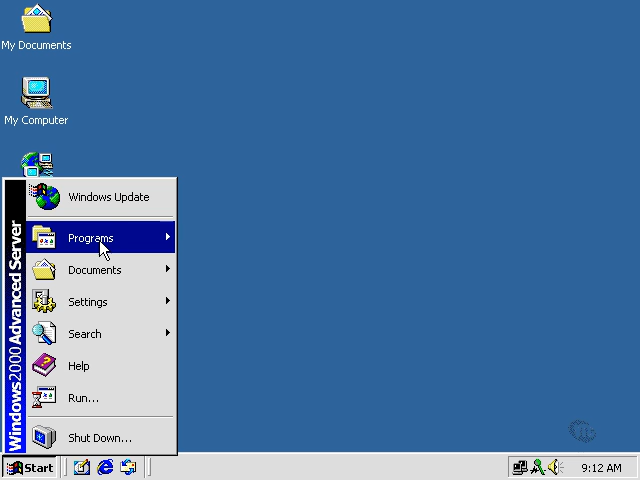 My Documents
My Computer
Windows Update
Programs
Documents
Settings
Search
Help
Run...
Shut Down...
Windows2000 Advanced Server
Start
9:12 AM